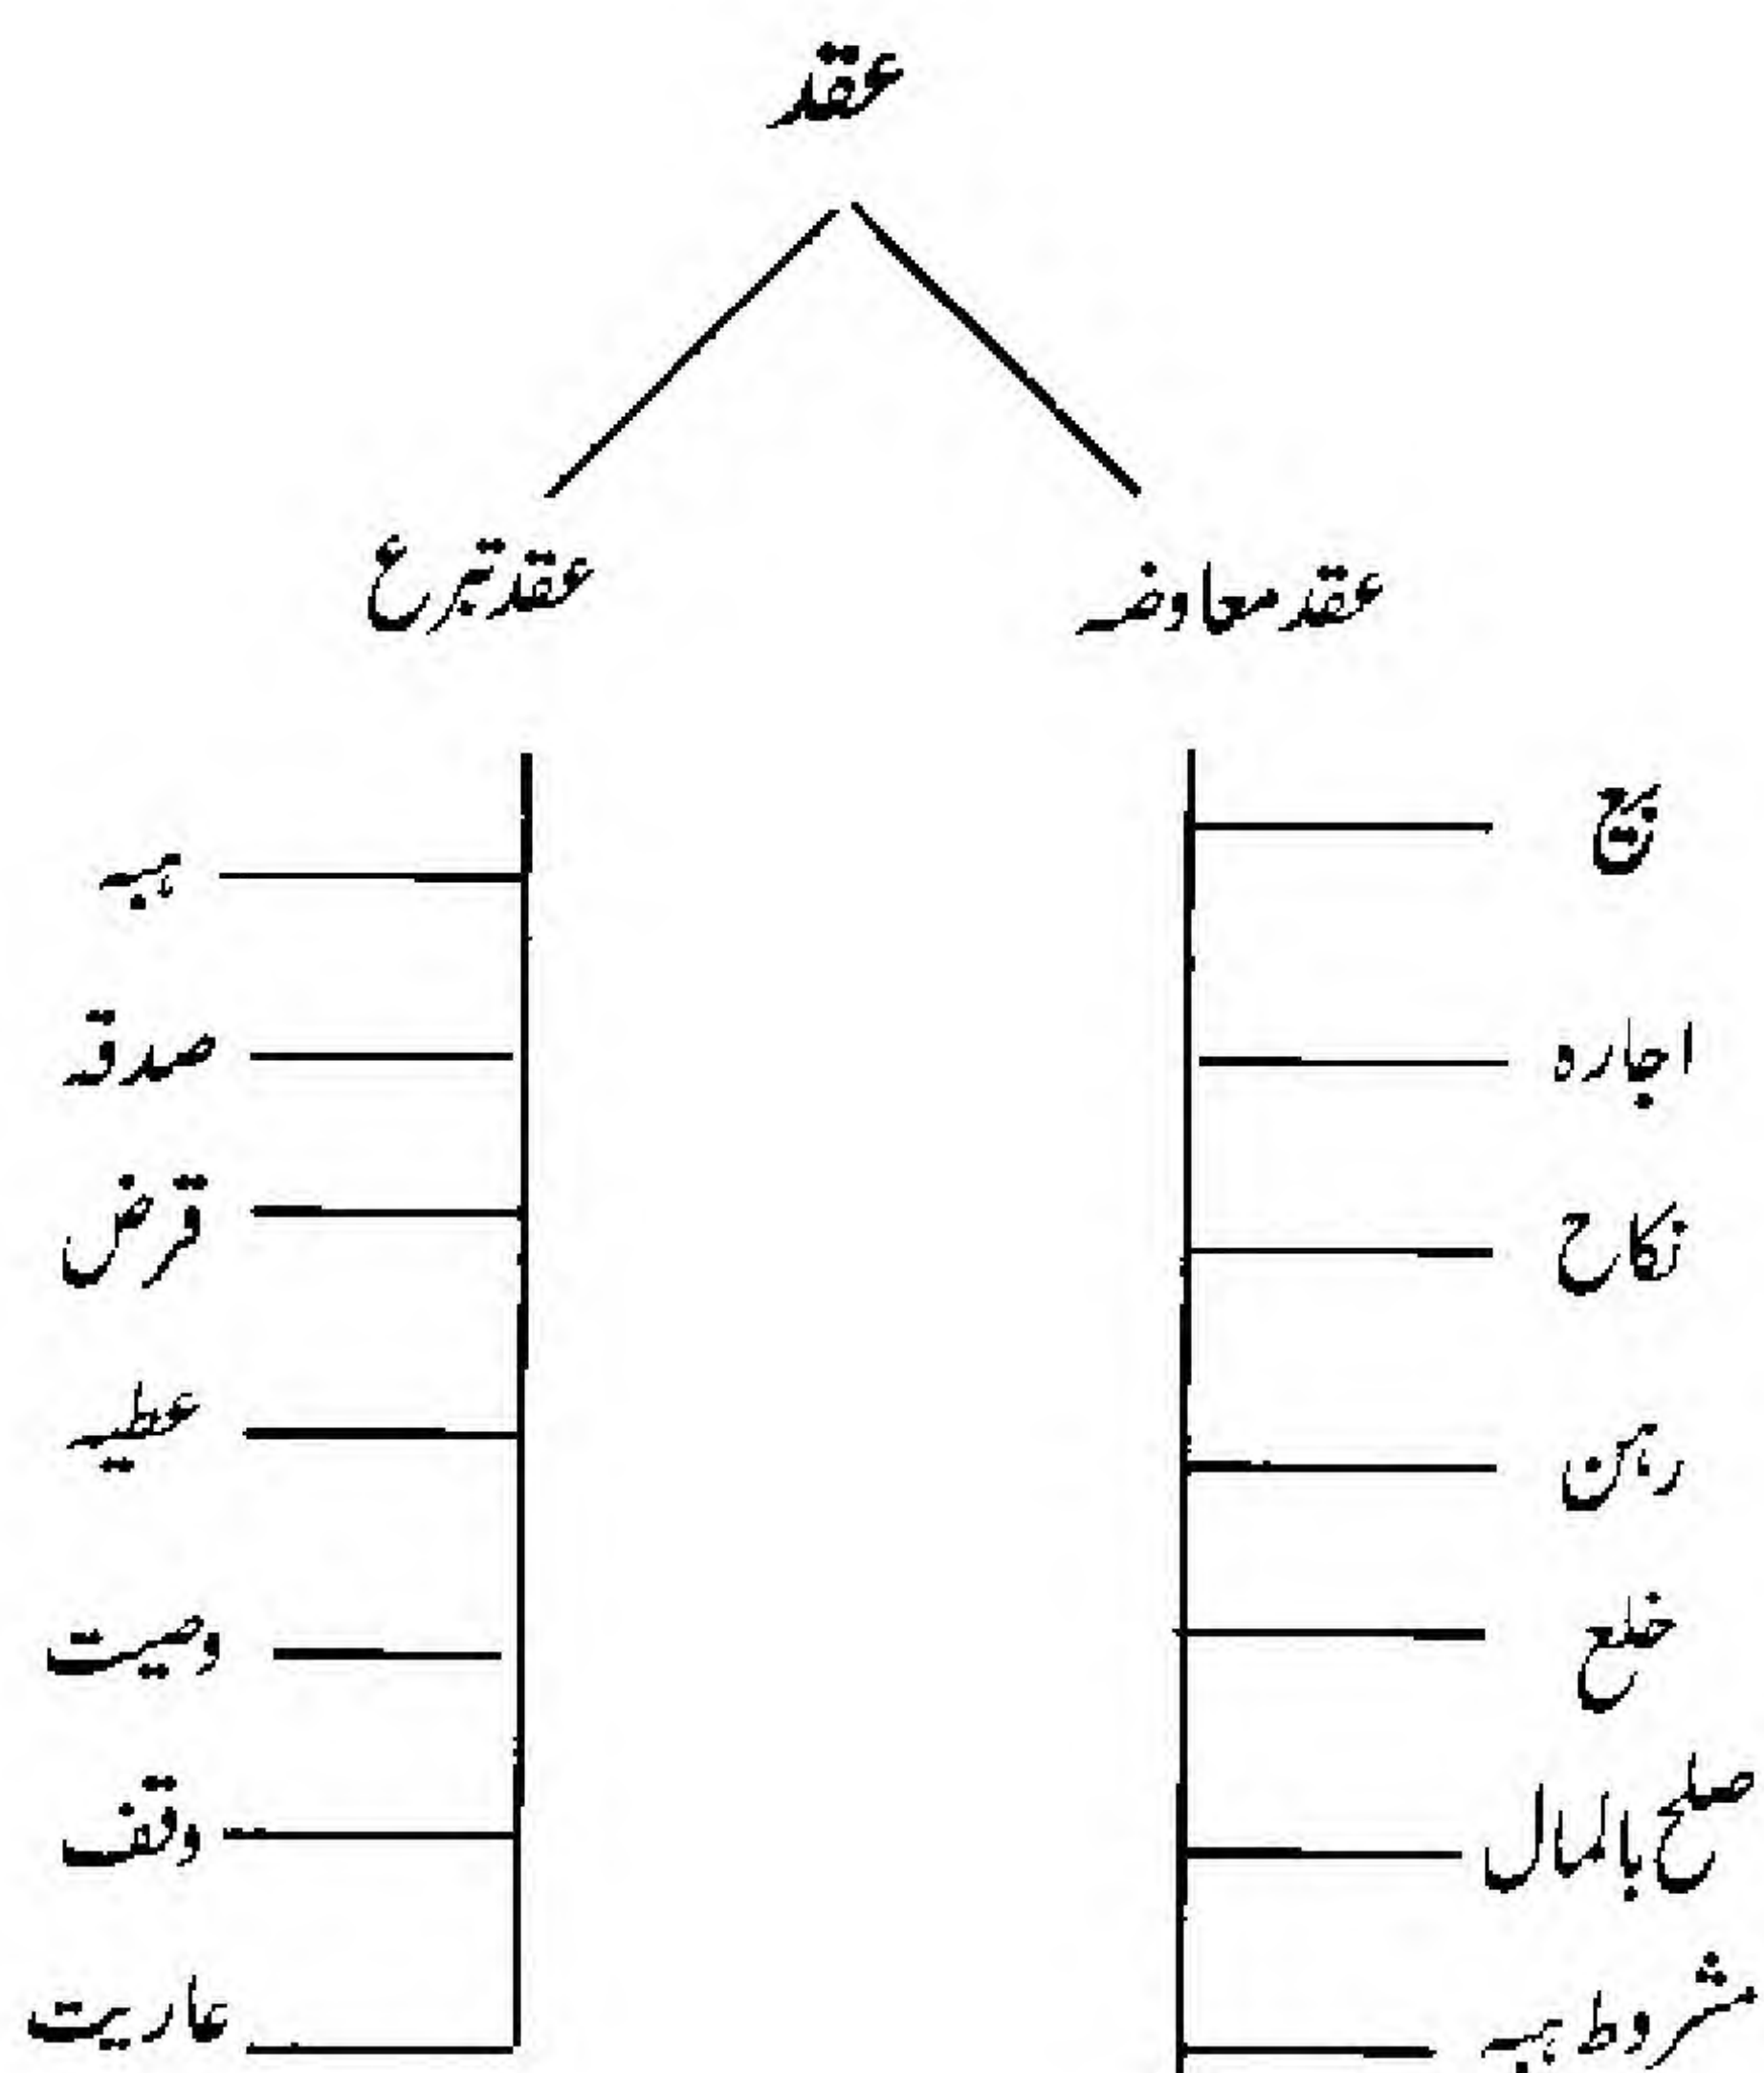 عقد
عقد معاوضہ
بیع
اجارہ
نکاح
رہن
خلع
صلح بالمال
مشروط ہبہ
عقد تبرع
ہبہ
صدقہ
قرض
عطیہ
وصیت
وقف
عاریت